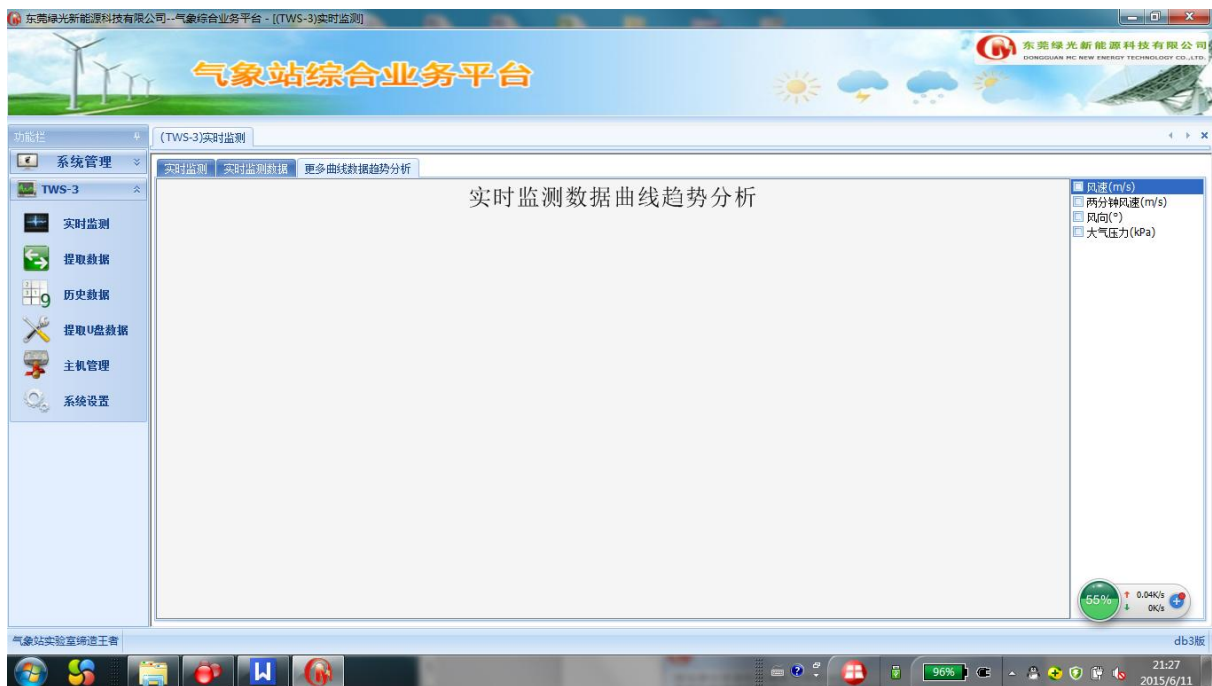 东莞绿光新能源科技有限公司--气象综合业务平台 - [(TWS-3)实时监测]
气象站综合业务平台
东莞绿光新能源科技有限公司
DONGGUAN HC NEW ENERGY TECHNOLOGY CO.,LTD.
功能栏
(TWS-3)实时监测
系统管理
实时监测 实时监测数据 更多曲线数据趋势分析
TWS-3
实时监测数据曲线趋势分析
风速(m/s)
两分钟风速(m/s)
风向(°)
大气压力(kPa)
实时监测
提取数据
历史数据
提取U盘数据
主机管理
系统设置
55%
0.04K/s
0K/s
气象站实验室缔造王者
db3版
96%
21:27
2015/6/11